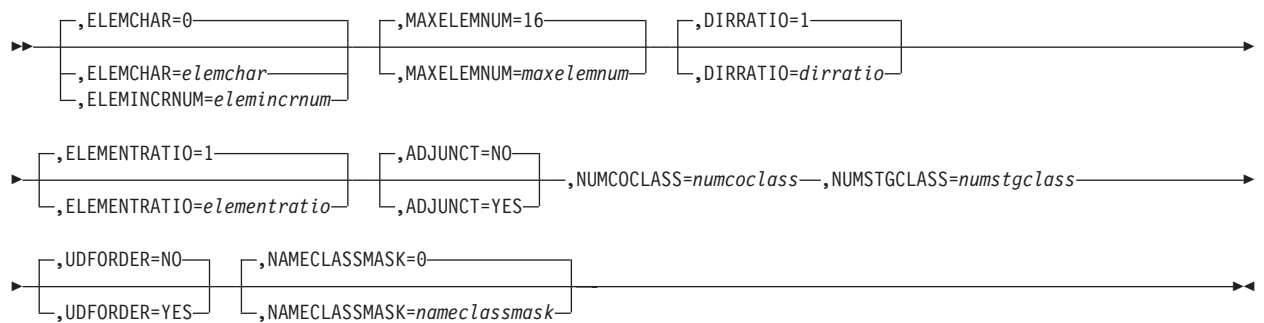 ,ELEMCHAR=0 ,MAXELEMNUM=16 ,DIRRATIO=1
,ELEMCHAR=elemchar ,MAXELEMNUM=maxelemnum ,DIRRATIO=dirratio
,ELEMINCRNUM=elemincrnum
,ELEMENTRATIO=1 ,ADJUNCT=NO
,NUMCOCLASS=numcoclass ,NUMSTGCLASS=numstgclass
,ELEMENTRATIO=elementratio ,ADJUNCT=YES
,UDFORDER=NO ,NAMECLASSMASK=0
,UDFORDER=YES ,NAMECLASSMASK=nameclassmask